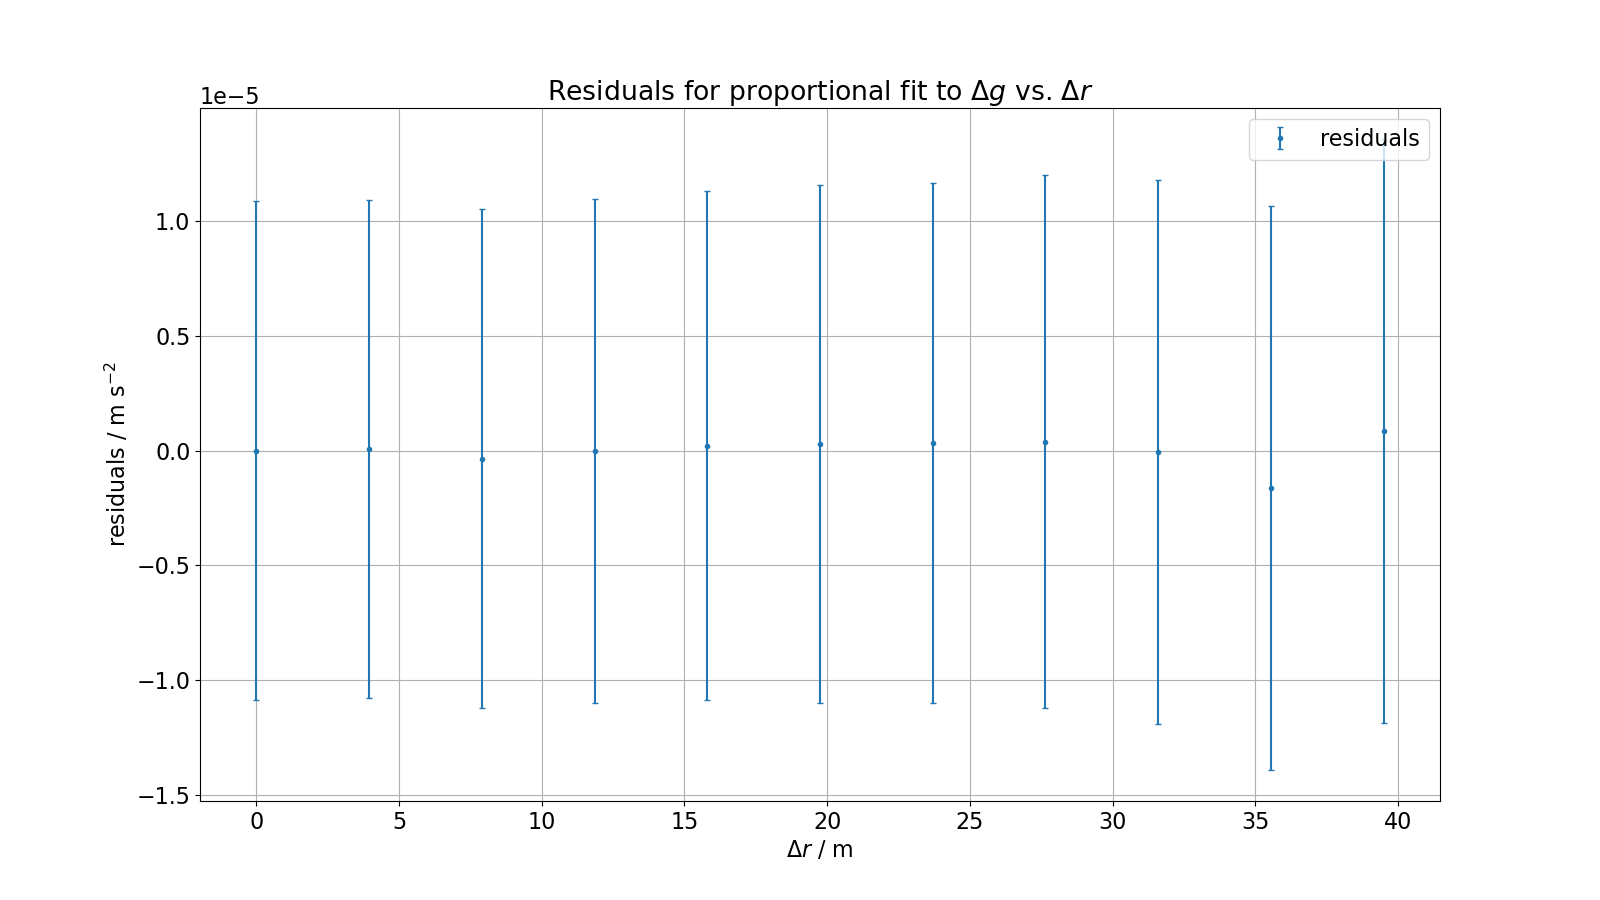 Residuals for proportional fit to Δg vs. Δr
1e−5
residuals
1.0
0.5
0.0
−0.5
−1.0
−1.5
residuals / m s⁻²
0 5 10 15 20 25 30 35 40
Δr / m